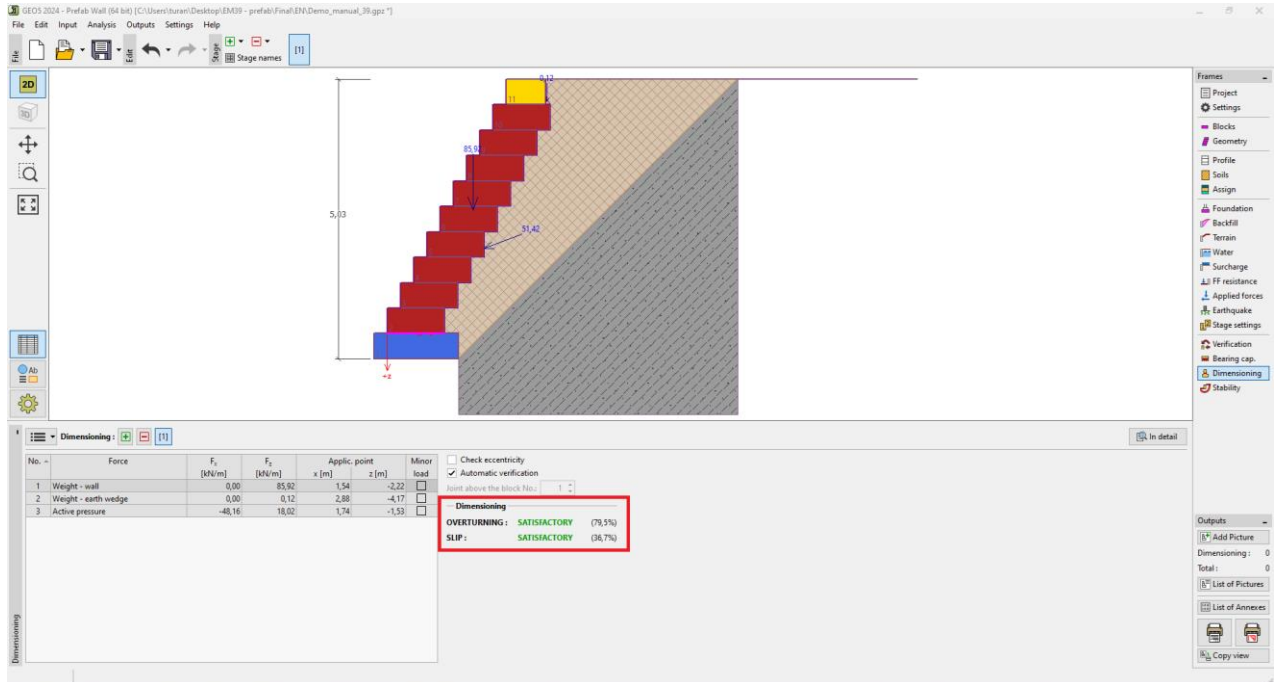 GEO5 2024 - Prefab Wall (64 bit) [C:\Users\turan\Desktop\EM39 - prefab\Final\EN\Demo_manual_39.gpz *]
File Edit Input Analysis Outputs Settings Help
File
Edit
Stage
Stage names
[1]
2D
3D
0,12
11
85,92
5,03
51,42
+z
Ab
Frames
Project
Settings
Blocks
Geometry
Profile
Soils
Assign
Foundation
Backfill
Terrain
Water
Surcharge
FF resistance
Applied forces
Earthquake
Stage settings
Verification
Bearing cap.
Dimensioning
Stability
Dimensioning : [1]
In detail
No. Force Fx Fz Applic. point Minor
[kN/m] [kN/m] x [m] z [m] load
1 Weight - wall 0,00 85,92 1,54 -2,22
2 Weight - earth wedge 0,00 0,12 2,88 -4,17
3 Active pressure -48,16 18,02 1,74 -1,53
Check eccentricity
Automatic verification
Joint above the block No.: 1
Dimensioning
OVERTURNING : SATISFACTORY (79,5%)
SLIP : SATISFACTORY (36,7%)
Dimensioning
Outputs
Add Picture
Dimensioning : 0
Total : 0
List of Pictures
List of Annexes
Copy view